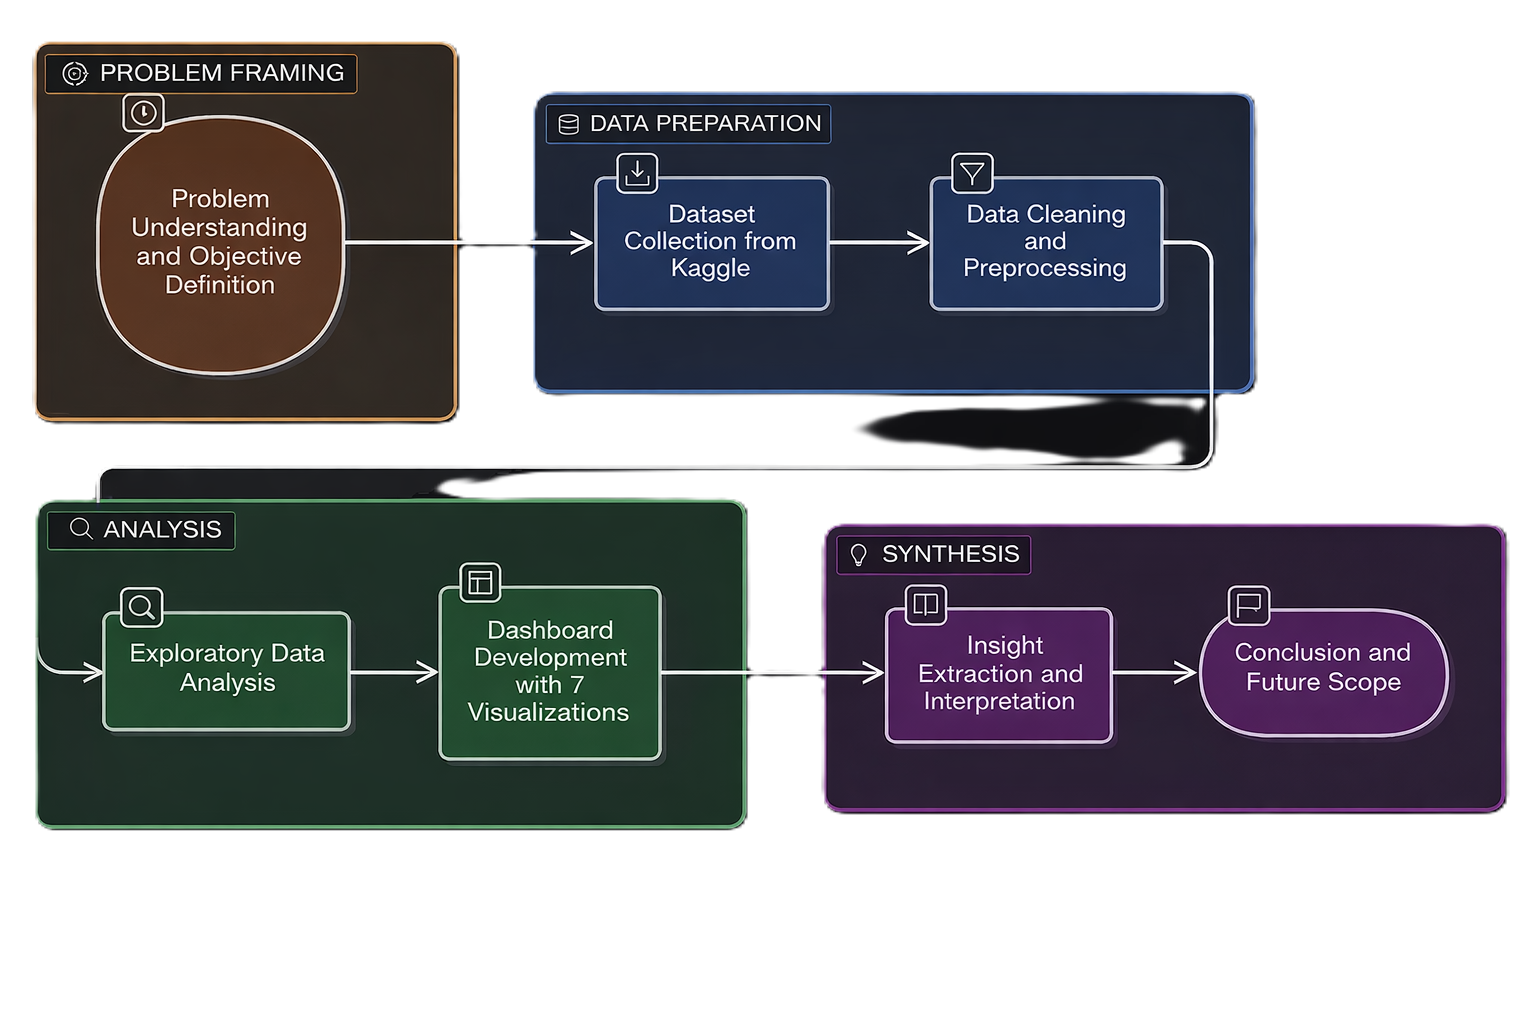 PROBLEM FRAMING
Problem
Understanding
and Objective
Definition
DATA PREPARATION
Dataset
Collection from
Kaggle
Data Cleaning
and
Preprocessing
ANALYSIS
Exploratory Data
Analysis
Dashboard
Development
with 7
Visualizations
SYNTHESIS
Insight
Extraction and
Interpretation
Conclusion and
Future Scope